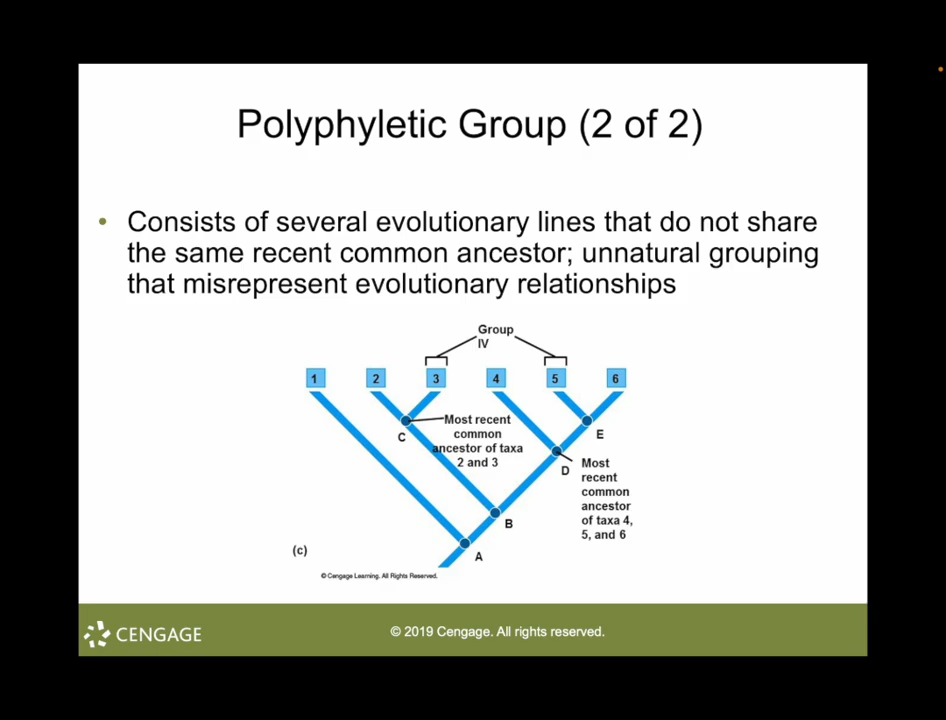 Polyphyletic Group (2 of 2)
• Consists of several evolutionary lines that do not share
the same recent common ancestor; unnatural grouping
that misrepresent evolutionary relationships
Group
IV
1 2 3 4 5 6
Most recent
common
ancestor of taxa
2 and 3
C
E
D
Most
recent
common
ancestor
of taxa 4,
5, and 6
B
A
(c)
© Cengage Learning. All Rights Reserved.
CENGAGE
© 2019 Cengage. All rights reserved.